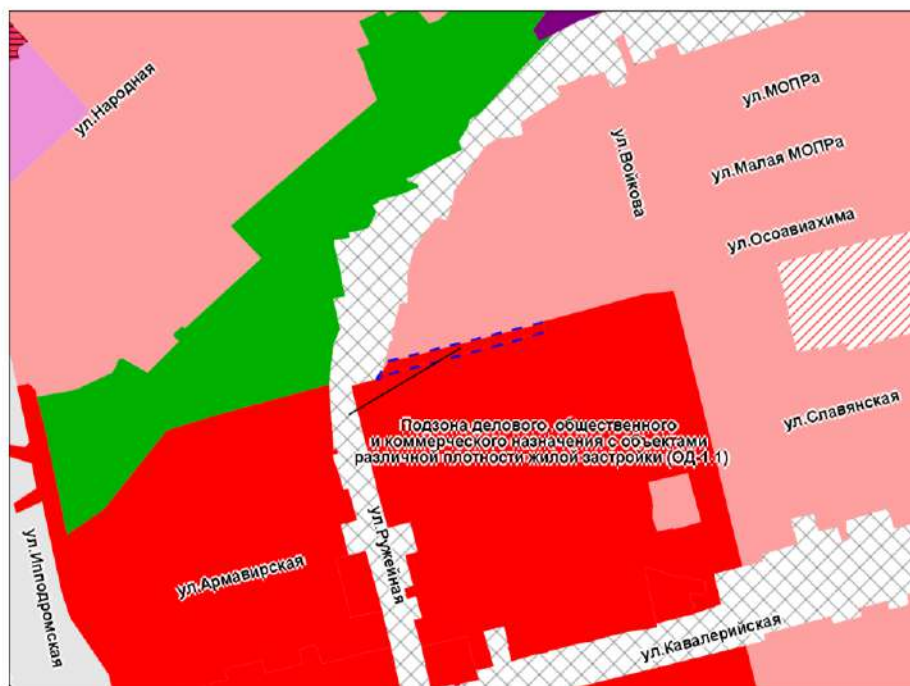 ул.Народная
ул.МОПРа
ул.Малая МОПРа
ул.Войкова
ул.Осоавиахима
ул.Славянская
Подзона делового, общественного
и коммерческого назначения с объектами
различной плотности жилой застройки (ОД-1.1)
ул.Ружейная
ул.Армавирская
ул.Ипподромская
ул.Кавалерийская